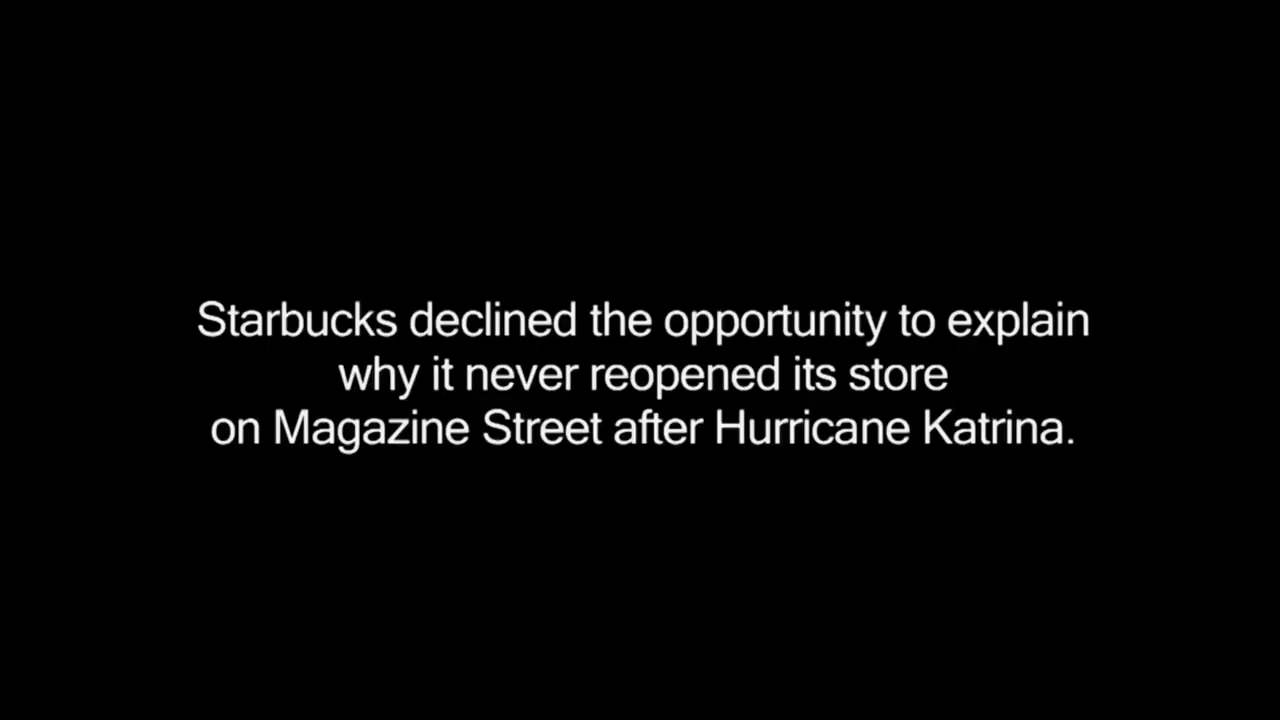 Starbucks declined the opportunity to explain
why it never reopened its store
on Magazine Street after Hurricane Katrina.